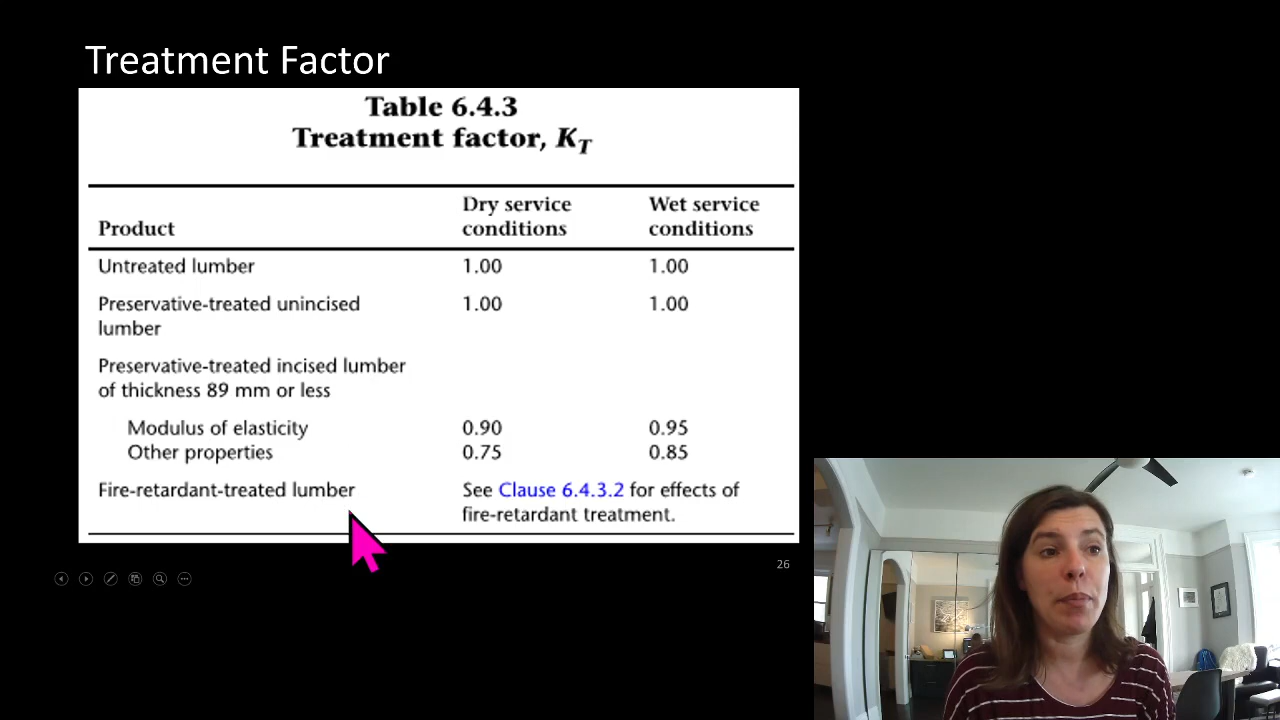 Treatment Factor
Table 6.4.3
Treatment factor, KT
Product
Dry service conditions
Wet service conditions
Untreated lumber 1.00 1.00
Preservative-treated unincised 1.00 1.00
lumber
Preservative-treated incised lumber
of thickness 89 mm or less
Modulus of elasticity 0.90 0.95
Other properties 0.75 0.85
Fire-retardant-treated lumber See Clause 6.4.3.2 for effects of
fire-retardant treatment.
26